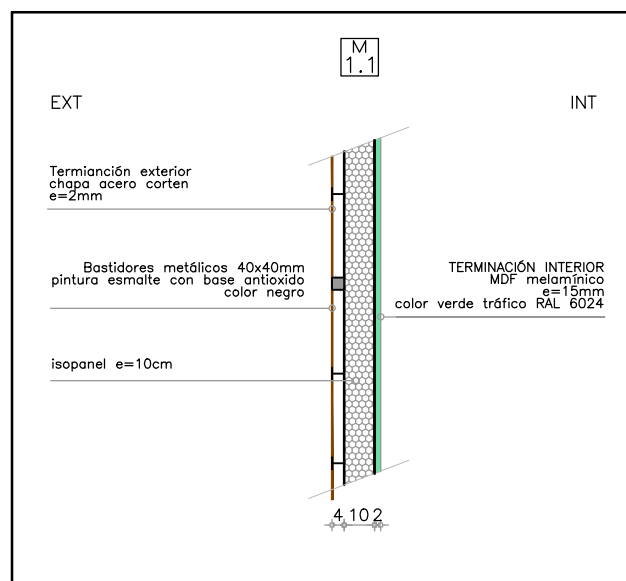 M
1.1
EXT
INT
Termianción exterior
chapa acero corten
e=2mm
Bastidores metálicos 40x40mm
pintura esmalte con base antioxido
color negro
TERMINACIÓN INTERIOR
MDF melamínico
e=15mm
color verde tráfico RAL 6024
isopanel e=10cm
4 10 2